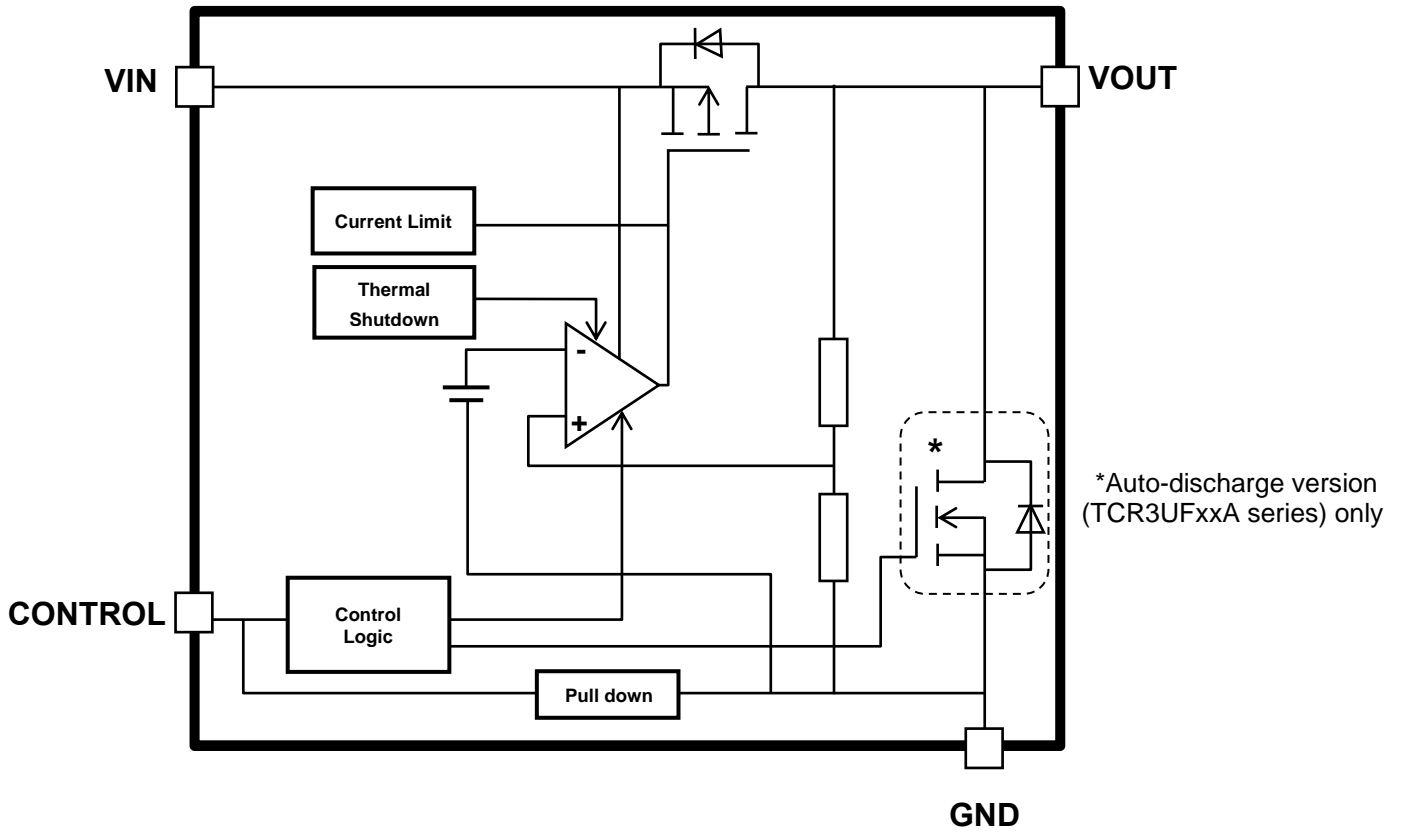 VIN
VOUT
Current Limit
Thermal
Shutdown
-
+
*
*Auto-discharge version
(TCR3UFxxA series) only
CONTROL
Control
Logic
Pull down
GND